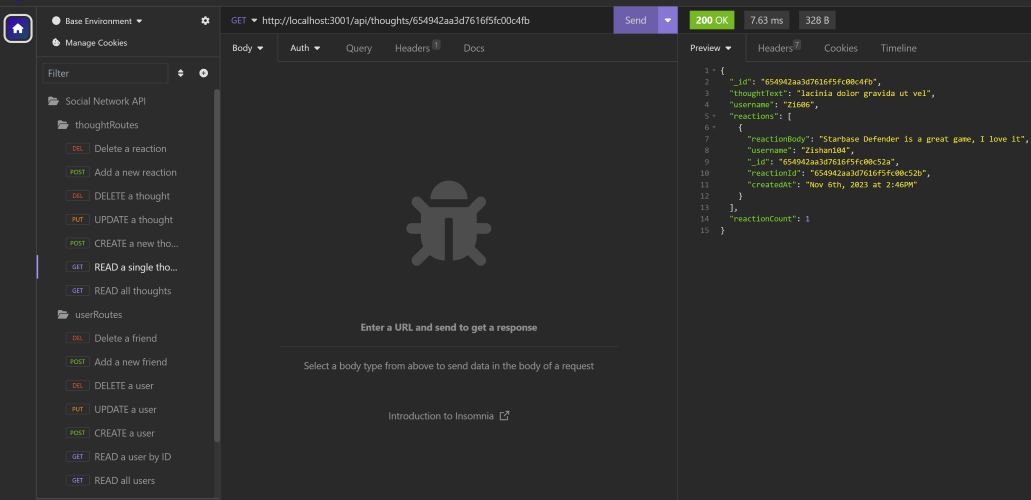 Base Environment
Manage Cookies
Filter
Social Network API
thoughtRoutes
DEL Delete a reaction
POST Add a new reaction
DEL DELETE a thought
PUT UPDATE a thought
POST CREATE a new tho...
GET READ a single tho...
GET READ all thoughts
userRoutes
DEL Delete a friend
POST Add a new friend
DEL DELETE a user
PUT UPDATE a user
POST CREATE a user
GET READ a user by ID
GET READ all users
GET http://localhost:3001/api/thoughts/654942aa3d7616f5fc00c4fb Send
Body Auth Query Headers 1 Docs
Enter a URL and send to get a response
Select a body type from above to send data in the body of a request
Introduction to Insomnia
200 OK 7.63 ms 328 B
Preview Headers 7 Cookies Timeline
1 {
2 "_id": "654942aa3d7616f5fc00c4fb",
3 "thoughtText": "lacinia dolor gravida ut vel",
4 "username": "Zi606",
5 "reactions": [
6 {
7 "reactionBody": "Starbase Defender is a great game, I love it",
8 "username": "Zishan104",
9 "_id": "654942aa3d7616f5fc00c52a",
10 "reactionId": "654942aa3d7616f5fc00c52b",
11 "createdAt": "Nov 6th, 2023 at 2:46PM"
12 }
13 ],
14 "reactionCount": 1
15 }